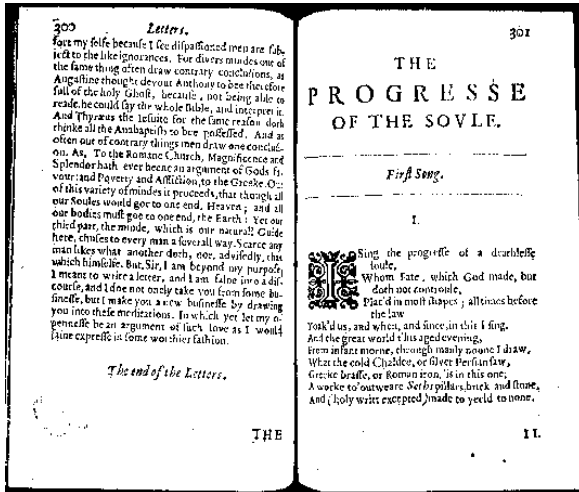 300 Letters.
sort my selfe because I see dispassioned men are sub-
ject to the like ignorances. For divers mindes out of
the same thing often draw contrary conclusions, as
Augustine thought devout Anthony to bee therefore
full of the holy Ghost, because, not being able to
reade, he could say the whole Bible, and interpret it.
And Thyræus the Jesuite for the same reason doth
thinke all the Anabaptists to bee possessed. And as
often out of contrary things men draw one conclusi-
on. As, To the Romane Church, Magnificence and
Splendor hath ever beene an argument of Gods fa-
vour: and Poverty and Affliction, to the Greeke. Out
of this variety of mindes it proceeds, that though all
our Soules would goe to one end, Heaven; and all
our bodies must goe to one end, the Earth: Yet our
third part, the minde, which is our naturall Guide
here, chuses to every man a severall way. Scarce any
man likes what another doth, nor, advisedly, that
which himselfe. But, Sir, I am beyond my purpose;
I meant to write a letter, and I am falne into a dis-
course, and I doe not onely take you from some bu-
sinesse, but I make you a new businesse by drawing
you into these meditations. In which yet let my o-
pennesse be an argument of such love as I would
faine expresse in some worthier fashion.
The end of the Letters.
THE
301
THE
PROGRESSE
OF THE SOVLE.
First Song.
I.
I Sing the progresse of a deathlesse
soule,
Whom Fate, which God made, but
doth not controule,
Plac'd in most shapes; all times before
the law
Yoak'd us, and when, and since, in this I sing.
And the great world t'his aged evening,
From infant morne, through manly noone I draw,
What the cold Chaldee, or silver Persian saw,
Greeke brasse, or Roman iron, 'is in this one;
A worke to'outweare Seths pillars, brick and stone,
And (holy writt excepted) made to yeeld to none.
II.